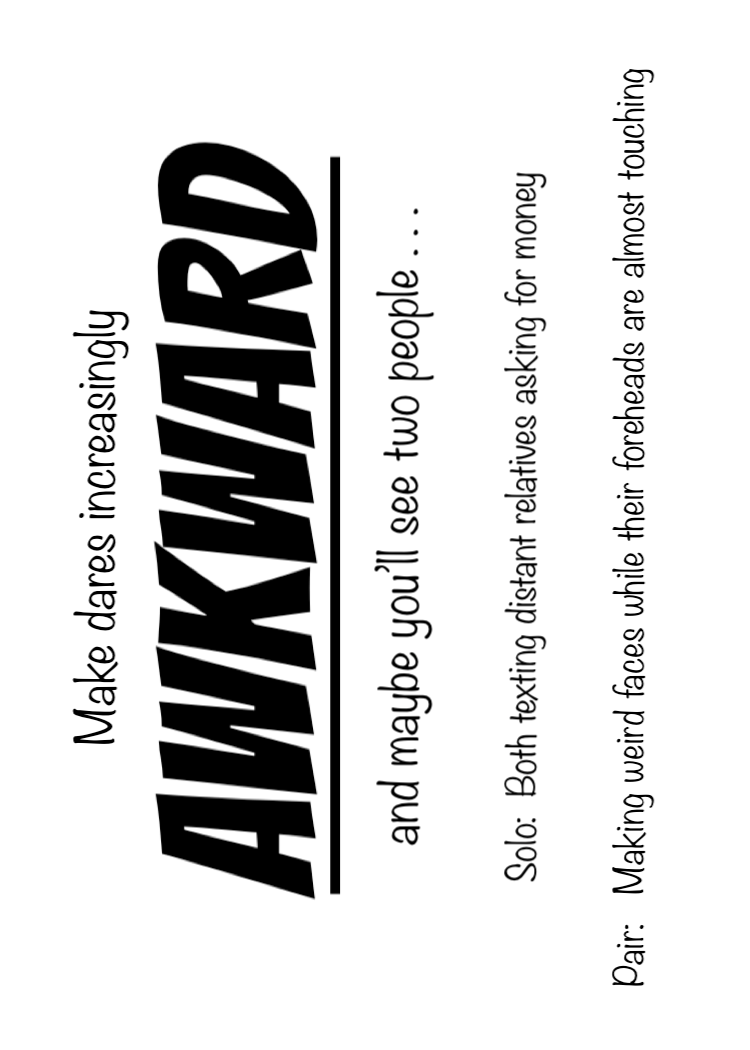 Make dares increasingly
AWKWARD
and maybe you'll see two people . . .
Solo: Both texting distant relatives asking for money
Pair: Making weird faces while their foreheads are almost touching